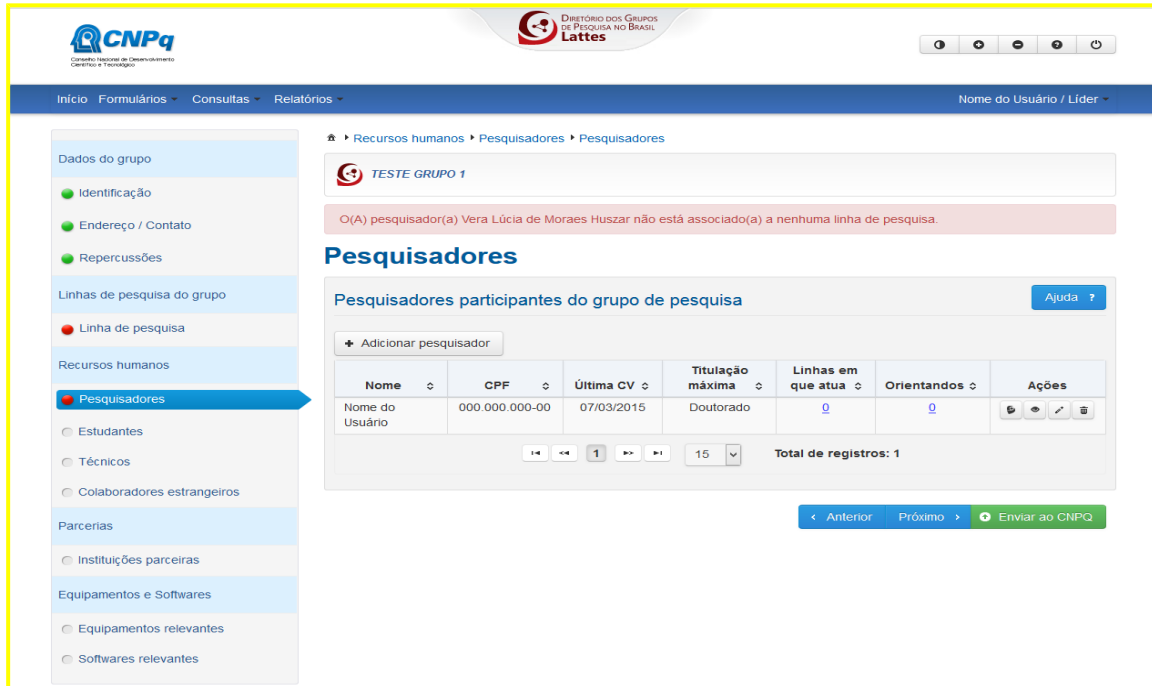 CNPq
Conselho Nacional de Desenvolvimento
Científico e Tecnológico
DIRETÓRIO DOS GRUPOS
DE PESQUISA NO BRASIL
Lattes
Início Formulários Consultas Relatórios Nome do Usuário / Líder
Dados do grupo
Identificação
Endereço / Contato
Repercussões
Linhas de pesquisa do grupo
Linha de pesquisa
Recursos humanos
Pesquisadores
Estudantes
Técnicos
Colaboradores estrangeiros
Parcerias
Instituições parceiras
Equipamentos e Softwares
Equipamentos relevantes
Softwares relevantes
Recursos humanos Pesquisadores Pesquisadores
TESTE GRUPO 1
O(A) pesquisador(a) Vera Lúcia de Moraes Huszar não está associado(a) a nenhuma linha de pesquisa.
Pesquisadores
Pesquisadores participantes do grupo de pesquisa
Ajuda ?
+ Adicionar pesquisador
Nome CPF Última CV Titulação máxima Linhas em que atua Orientandos Ações
Nome do Usuário 000.000.000-00 07/03/2015 Doutorado 0 0
1 15 Total de registros: 1
Anterior Próximo Enviar ao CNPQ